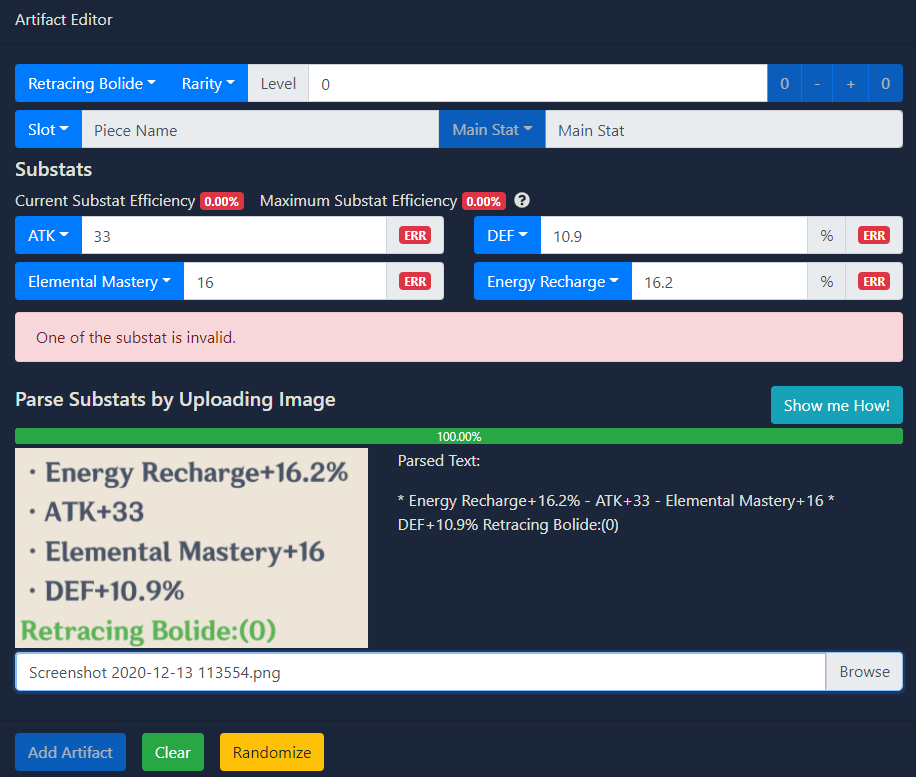 Artifact Editor
Retracing Bolide Rarity Level 0 0 - + 0
Slot Piece Name Main Stat Main Stat
Substats
Current Substat Efficiency 0.00% Maximum Substat Efficiency 0.00% ?
ATK 33 ERR DEF 10.9 % ERR
Elemental Mastery 16 ERR Energy Recharge 16.2 % ERR
One of the substat is invalid.
Parse Substats by Uploading Image Show me How!
100.00%
· Energy Recharge+16.2%
· ATK+33
· Elemental Mastery+16
· DEF+10.9%
Retracing Bolide:(0)
Parsed Text:
* Energy Recharge+16.2% - ATK+33 - Elemental Mastery+16 *
DEF+10.9% Retracing Bolide:(0)
Screenshot 2020-12-13 113554.png Browse
Add Artifact Clear Randomize